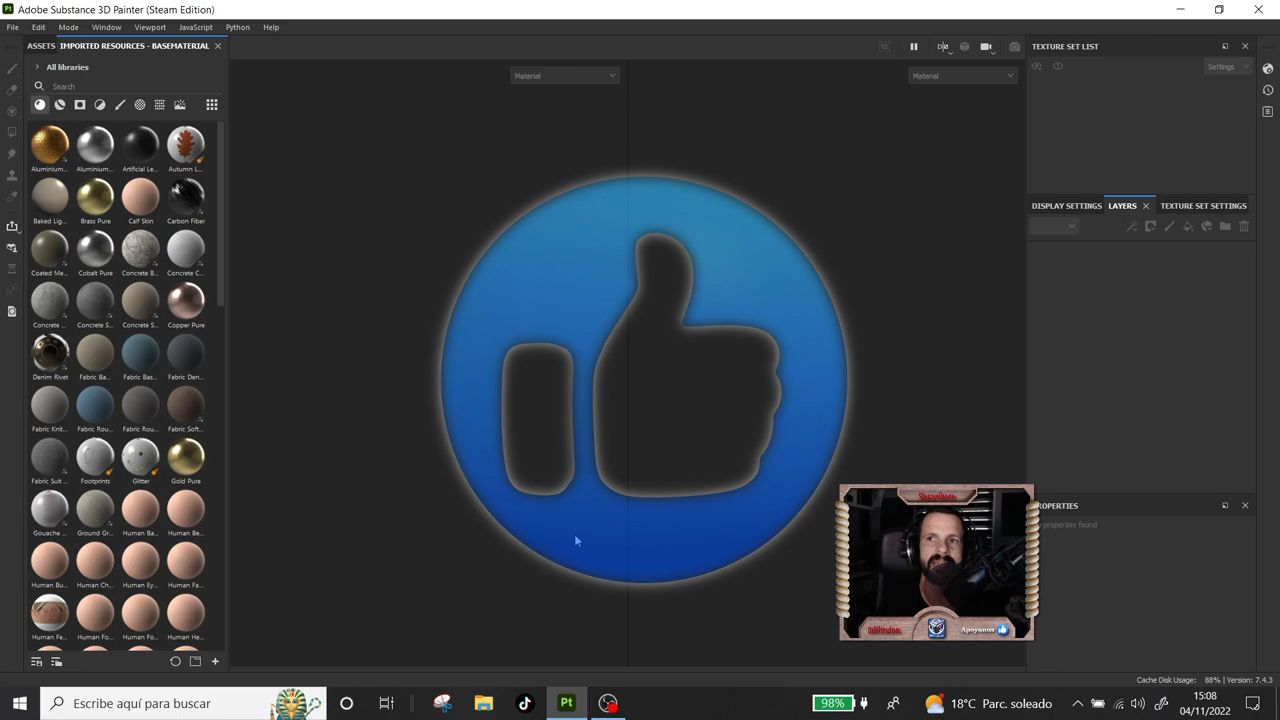 Adobe Substance 3D Painter (Steam Edition)
File Edit Mode Window Viewport JavaScript Python Help
ASSETS IMPORTED RESOURCES - BASEMATERIAL
TEXTURE SET LIST
All libraries
Material
Material
Settings
Search
Aluminium... Aluminium... Artificial Le... Autumn L...
Baked Lig... Brass Pure Calf Skin Carbon Fiber
DISPLAY SETTINGS LAYERS TEXTURE SET SETTINGS
Coated Me... Cobalt Pure Concrete B... Concrete C...
Concrete ... Concrete S... Concrete S... Copper Pure
Denim Rivet Fabric Ba... Fabric Bas... Fabric Den...
Fabric Knit... Fabric Rou... Fabric Rou... Fabric Soft...
Fabric Suit ... Footprints Glitter Gold Pure
Gouache ... Ground Gr... Human Ba... Human Be...
Human Bu... Human Ch... Human Ey... Human Fa...
Human Fe... Human Fo... Human Fo... Human He...
Suscribete
PROPERTIES
properties found
Apoyanos
Cache Disk Usage: 88% | Version: 7.4.3
Escribe aquí para buscar
Pt
98%
18°C Parc. soleado
15:08
04/11/2022